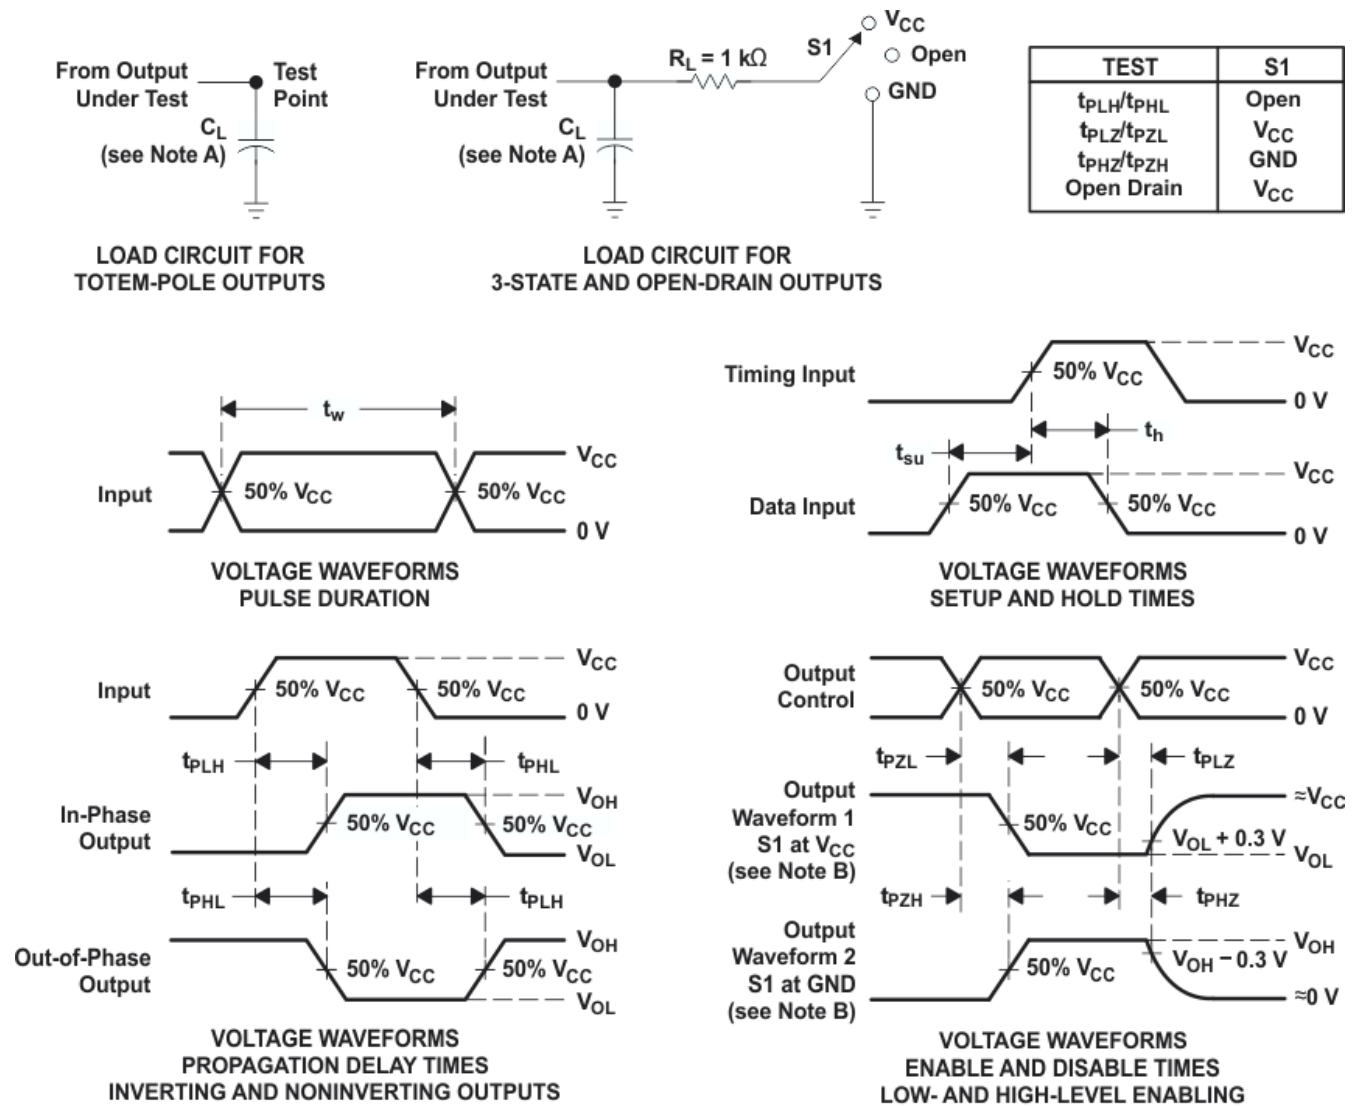 From Output
Under Test
Test
Point
CL
(see Note A)
LOAD CIRCUIT FOR
TOTEM-POLE OUTPUTS
From Output
Under Test
RL = 1 kΩ
S1
VCC
Open
GND
CL
(see Note A)
LOAD CIRCUIT FOR
3-STATE AND OPEN-DRAIN OUTPUTS
TEST S1
tPLH/tPHL Open
tPLZ/tPZL VCC
tPHZ/tPZH GND
Open Drain VCC
tw
Input
50% VCC
50% VCC
VCC
0 V
VOLTAGE WAVEFORMS
PULSE DURATION
Timing Input
50% VCC
VCC
0 V
th
tsu
Data Input
50% VCC
50% VCC
VCC
0 V
VOLTAGE WAVEFORMS
SETUP AND HOLD TIMES
Input
50% VCC
50% VCC
VCC
0 V
tPLH
tPHL
In-Phase
Output
50% VCC
50% VCC
VOH
VOL
tPHL
tPLH
Out-of-Phase
Output
50% VCC
50% VCC
VOH
VOL
VOLTAGE WAVEFORMS
PROPAGATION DELAY TIMES
INVERTING AND NONINVERTING OUTPUTS
Output
Control
50% VCC
50% VCC
VCC
0 V
tPZL
tPLZ
Output
Waveform 1
S1 at VCC
(see Note B)
50% VCC
VOL + 0.3 V
≈VCC
VOL
tPZH
tPHZ
Output
Waveform 2
S1 at GND
(see Note B)
50% VCC
VOH − 0.3 V
VOH
≈0 V
VOLTAGE WAVEFORMS
ENABLE AND DISABLE TIMES
LOW- AND HIGH-LEVEL ENABLING